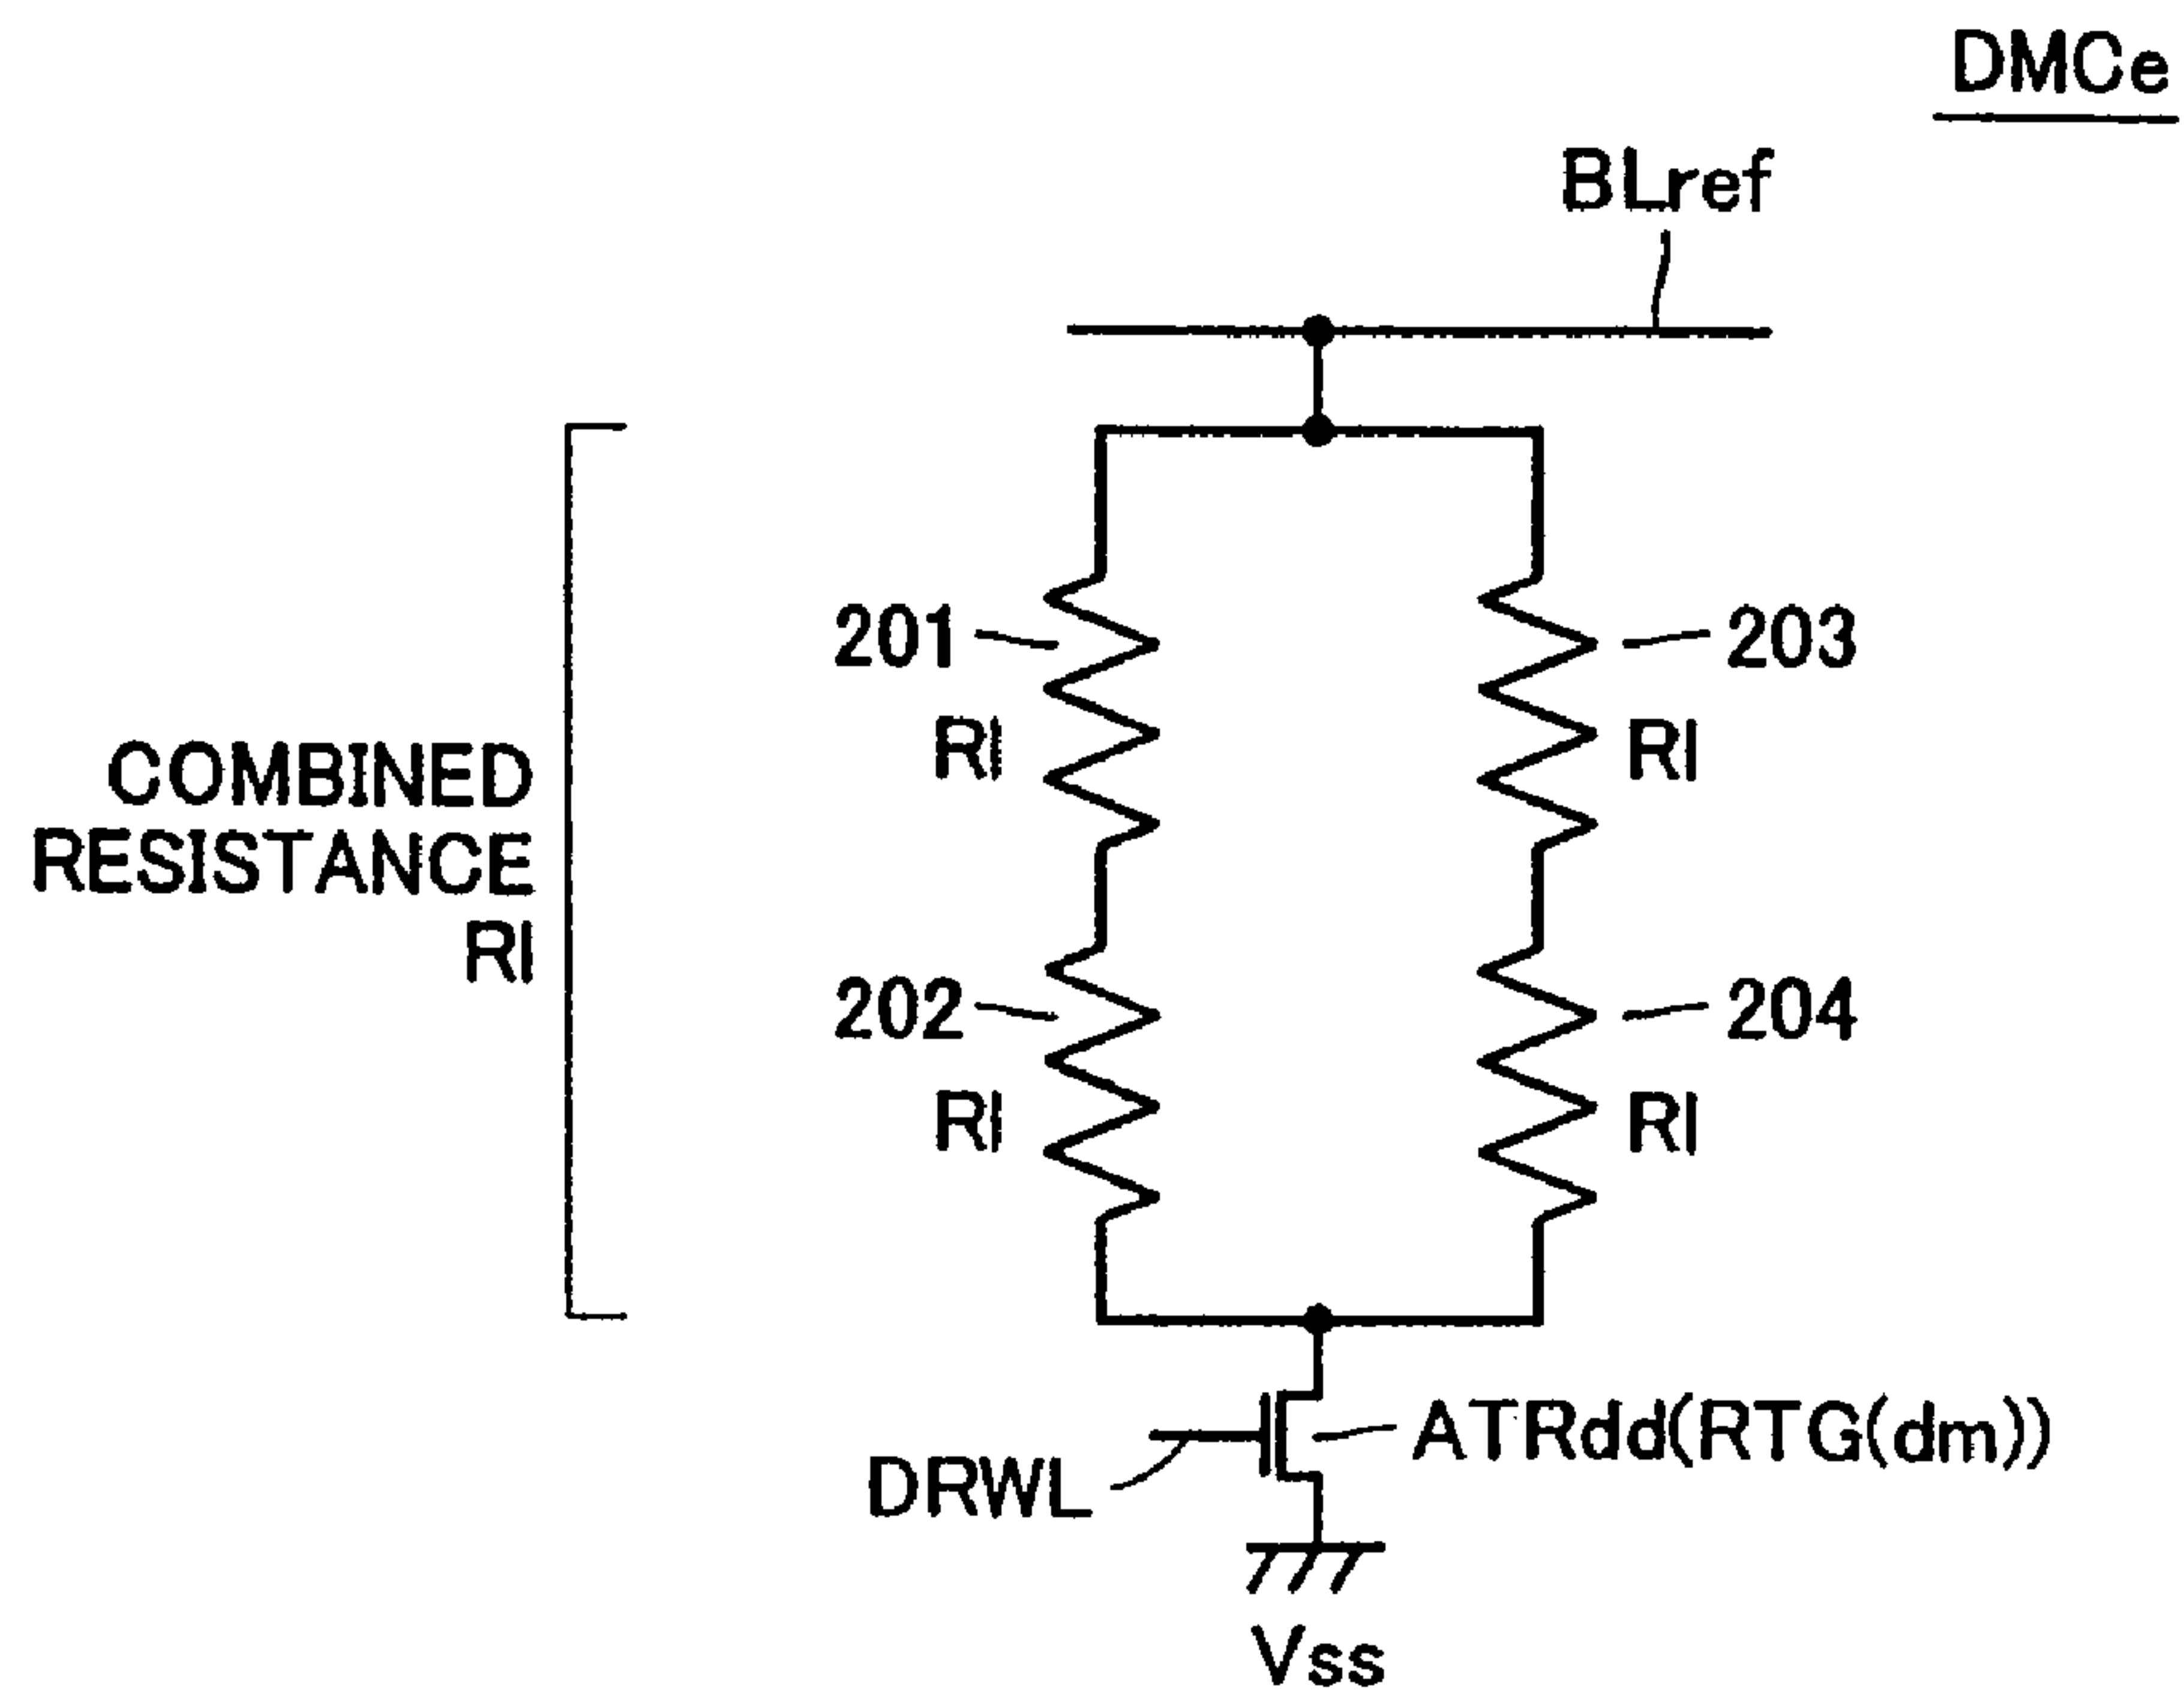 DMCe
BLref
201
203
RI
RI
COMBINED
RESISTANCE
RI
202
204
RI
RI
ATRdd(RTG(dm))
DRWL
Vss